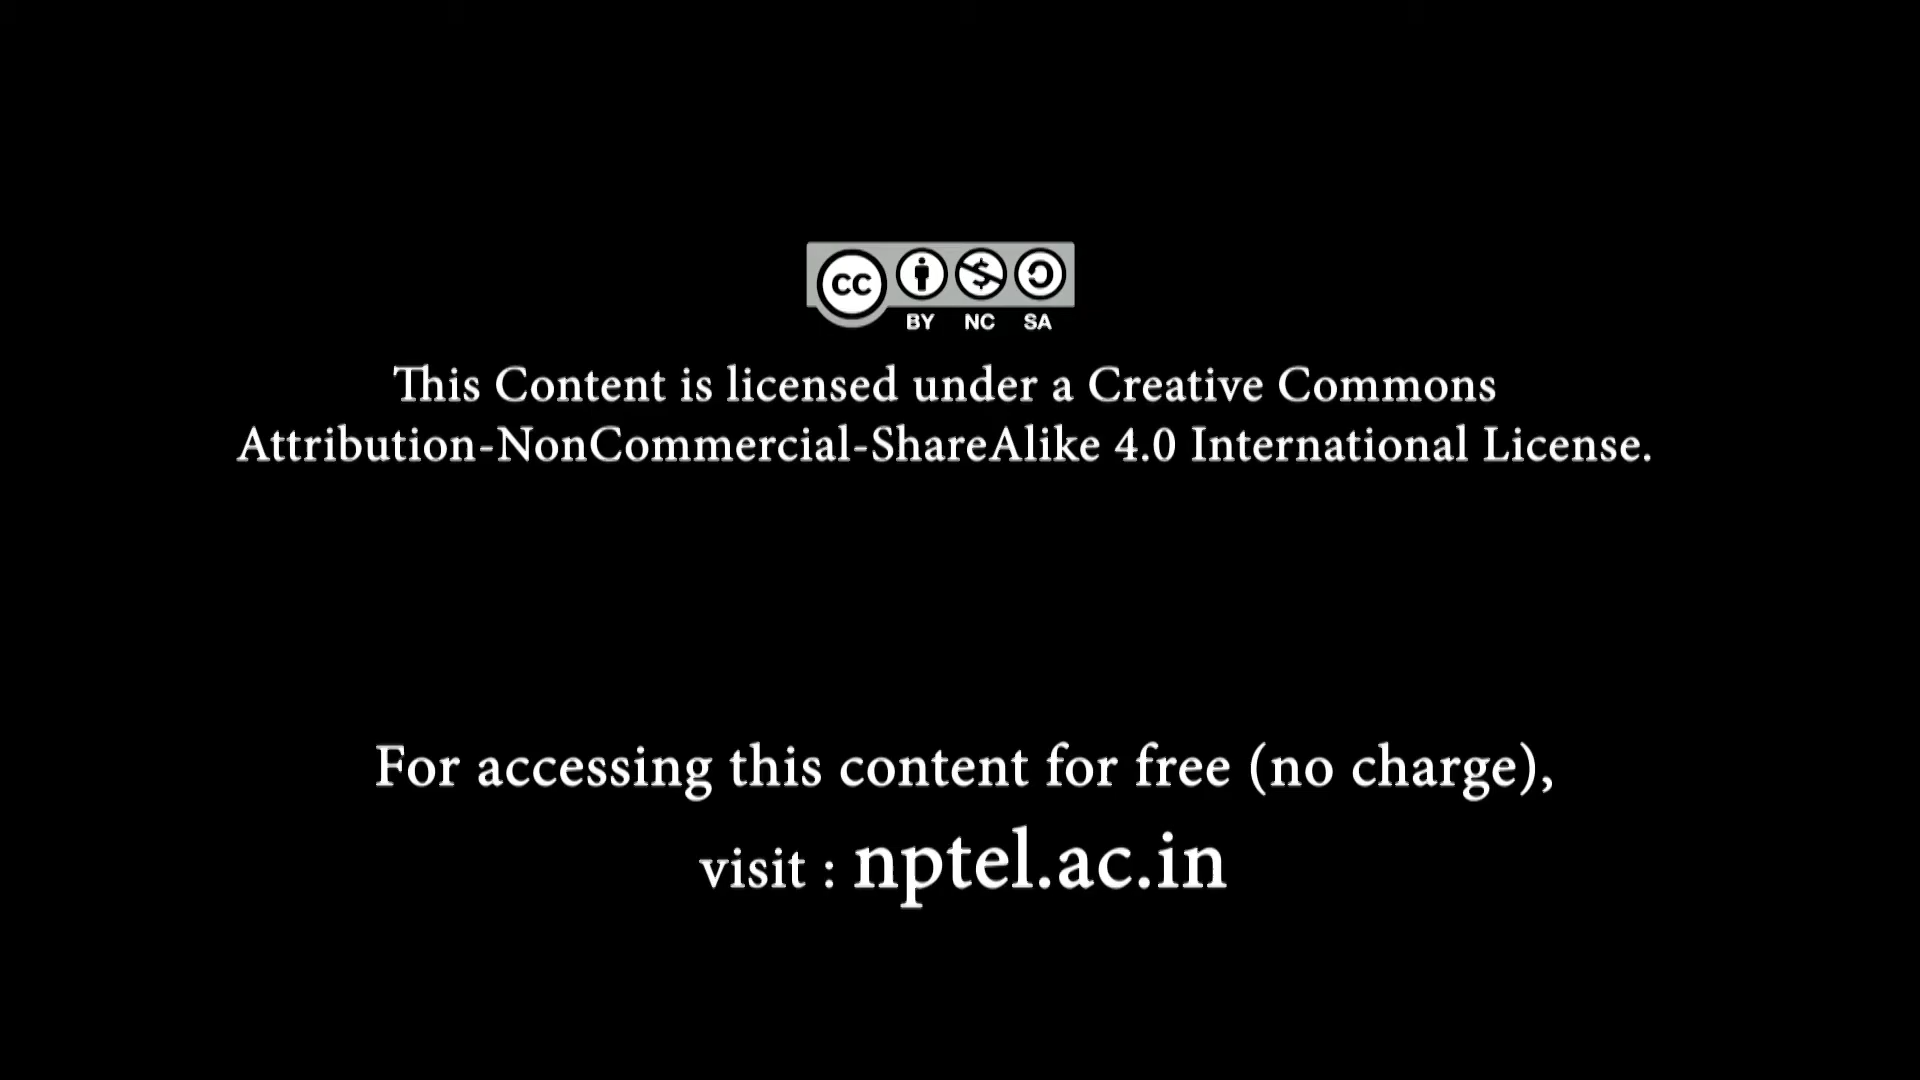 CC BY NC SA
This Content is licensed under a Creative Commons
Attribution-NonCommercial-ShareAlike 4.0 International License.
For accessing this content for free (no charge),
visit : nptel.ac.in